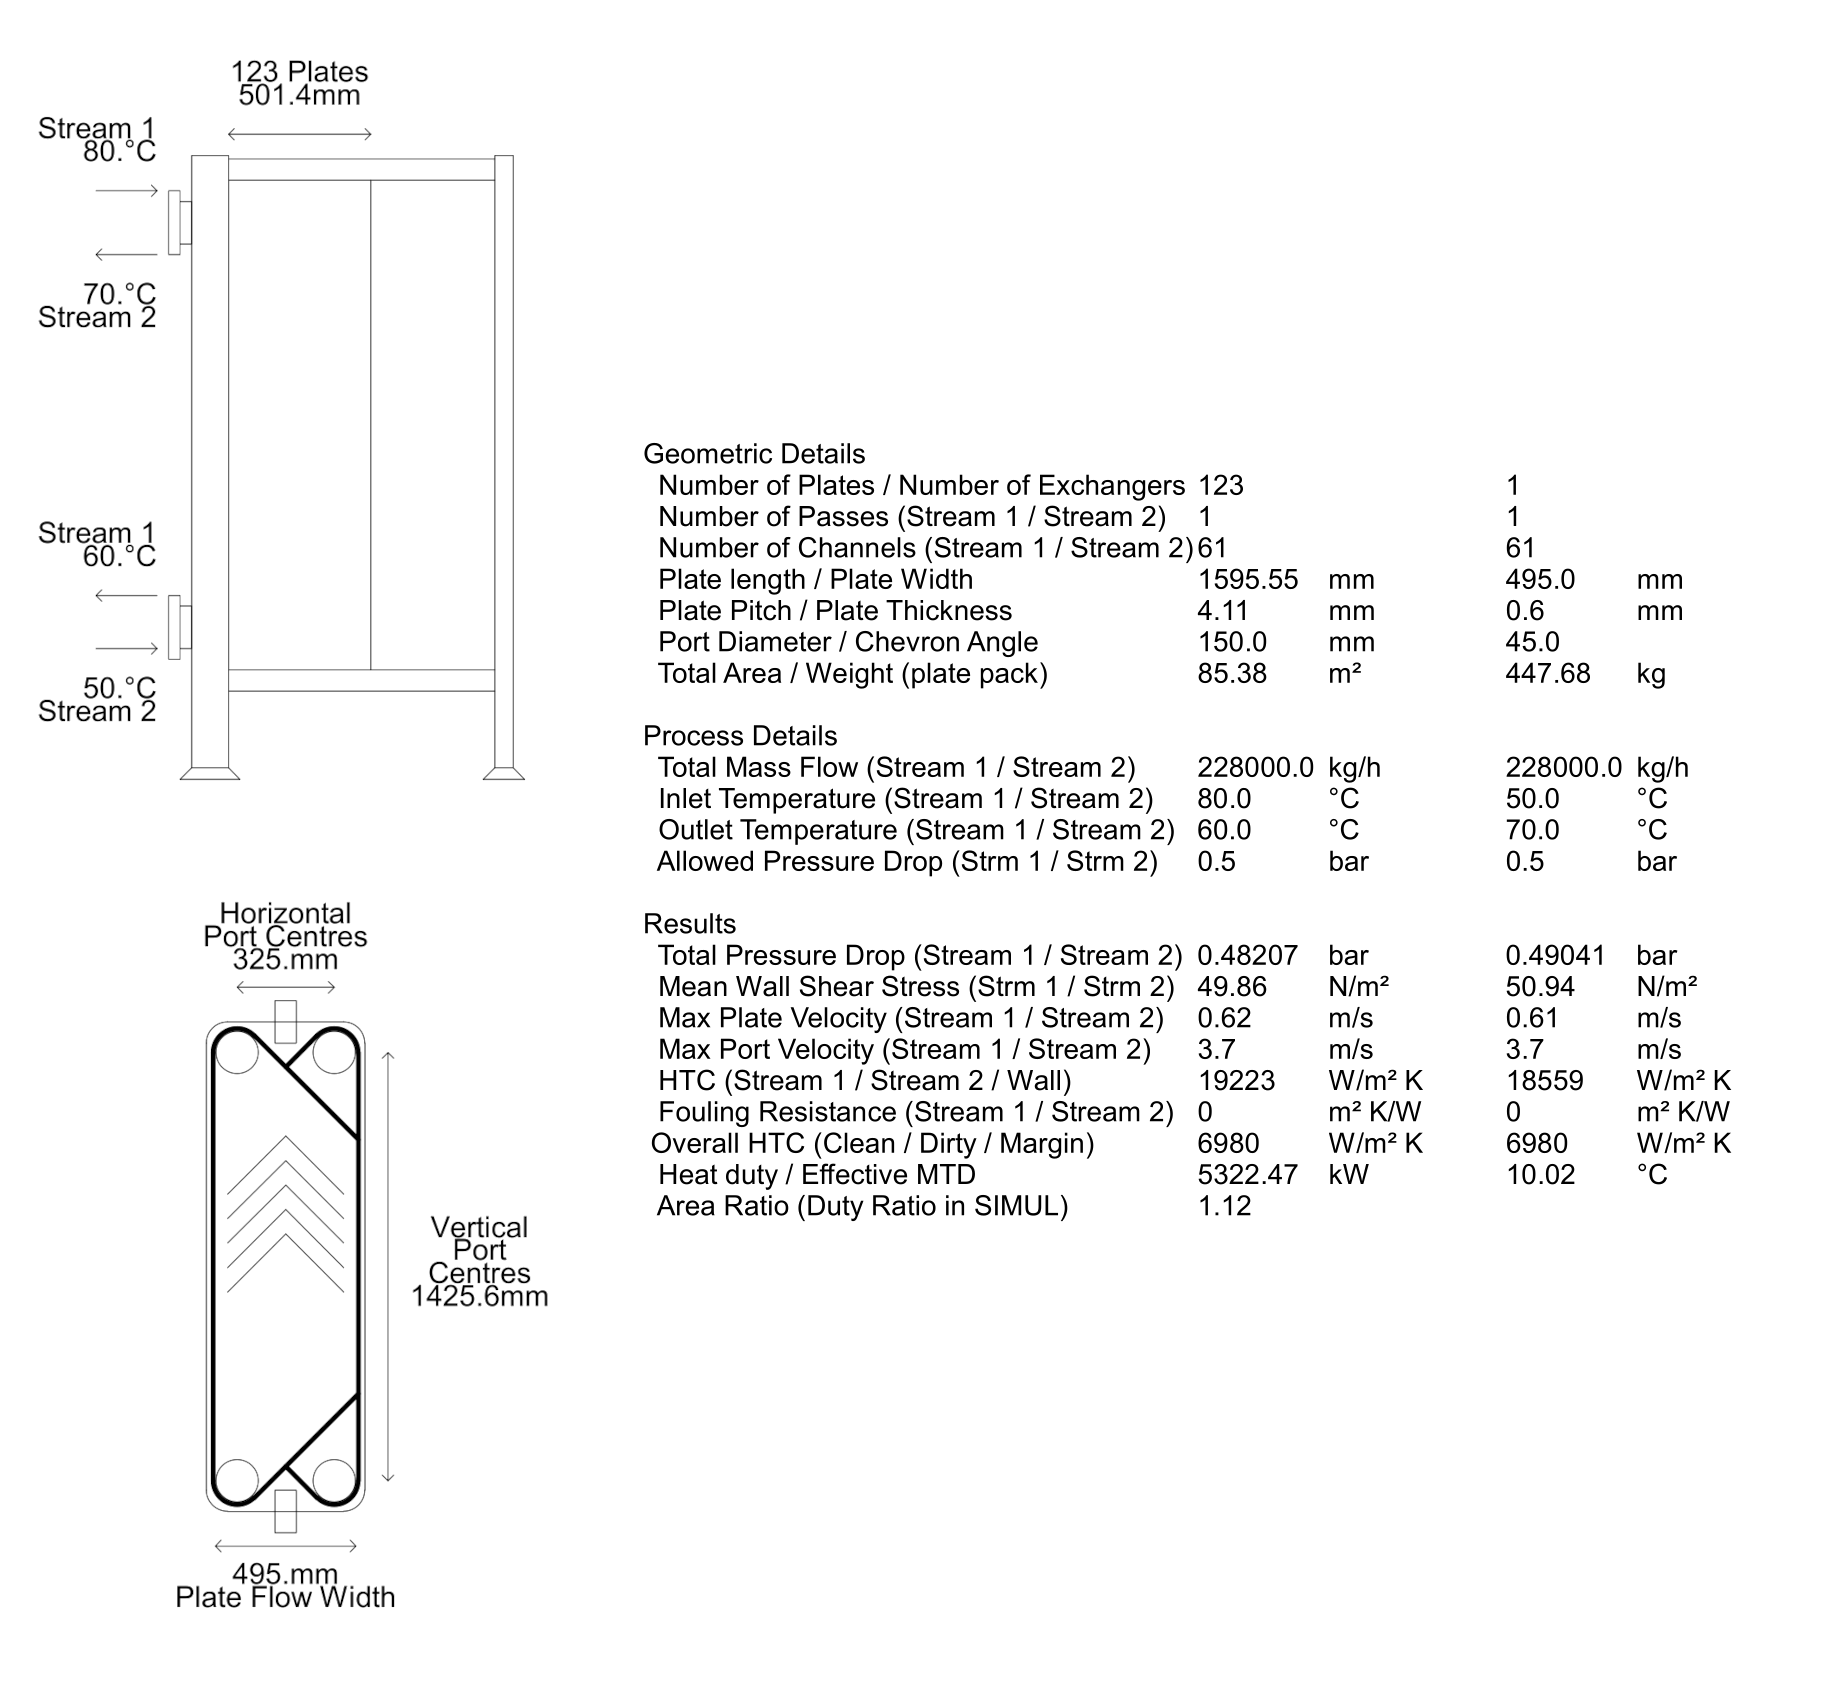 123 Plates
501.4mm
Stream 1
80.°C
70.°C
Stream 2
Stream 1
60.°C
50.°C
Stream 2
Horizontal
Port Centres
325.mm
Vertical
Port
Centres
1425.6mm
495.mm
Plate Flow Width
Geometric Details
Number of Plates / Number of Exchangers 123 1
Number of Passes (Stream 1 / Stream 2) 1 1
Number of Channels (Stream 1 / Stream 2) 61 61
Plate length / Plate Width 1595.55 mm 495.0 mm
Plate Pitch / Plate Thickness 4.11 mm 0.6 mm
Port Diameter / Chevron Angle 150.0 mm 45.0
Total Area / Weight (plate pack) 85.38 m² 447.68 kg
Process Details
Total Mass Flow (Stream 1 / Stream 2) 228000.0 kg/h 228000.0 kg/h
Inlet Temperature (Stream 1 / Stream 2) 80.0 °C 50.0 °C
Outlet Temperature (Stream 1 / Stream 2) 60.0 °C 70.0 °C
Allowed Pressure Drop (Strm 1 / Strm 2) 0.5 bar 0.5 bar
Results
Total Pressure Drop (Stream 1 / Stream 2) 0.48207 bar 0.49041 bar
Mean Wall Shear Stress (Strm 1 / Strm 2) 49.86 N/m² 50.94 N/m²
Max Plate Velocity (Stream 1 / Stream 2) 0.62 m/s 0.61 m/s
Max Port Velocity (Stream 1 / Stream 2) 3.7 m/s 3.7 m/s
HTC (Stream 1 / Stream 2 / Wall) 19223 W/m² K 18559 W/m² K
Fouling Resistance (Stream 1 / Stream 2) 0 m² K/W 0 m² K/W
Overall HTC (Clean / Dirty / Margin) 6980 W/m² K 6980 W/m² K
Heat duty / Effective MTD 5322.47 kW 10.02 °C
Area Ratio (Duty Ratio in SIMUL) 1.12